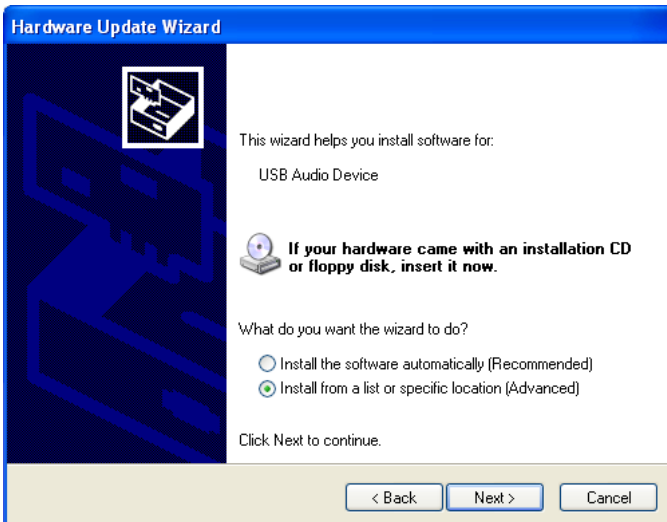 Hardware Update Wizard
This wizard helps you install software for:
USB Audio Device
If your hardware came with an installation CD
or floppy disk, insert it now.
What do you want the wizard to do?
Install the software automatically (Recommended)
Install from a list or specific location (Advanced)
Click Next to continue.
< Back Next > Cancel